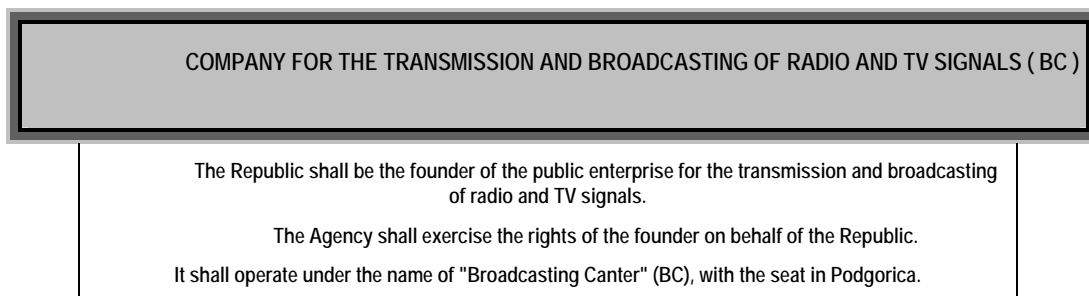 COMPANY FOR THE TRANSMISSION AND BROADCASTING OF RADIO AND TV SIGNALS ( BC )
The Republic shall be the founder of the public enterprise for the transmission and broadcasting
of radio and TV signals.
The Agency shall exercise the rights of the founder on behalf of the Republic.
It shall operate under the name of "Broadcasting Canter" (BC), with the seat in Podgorica.